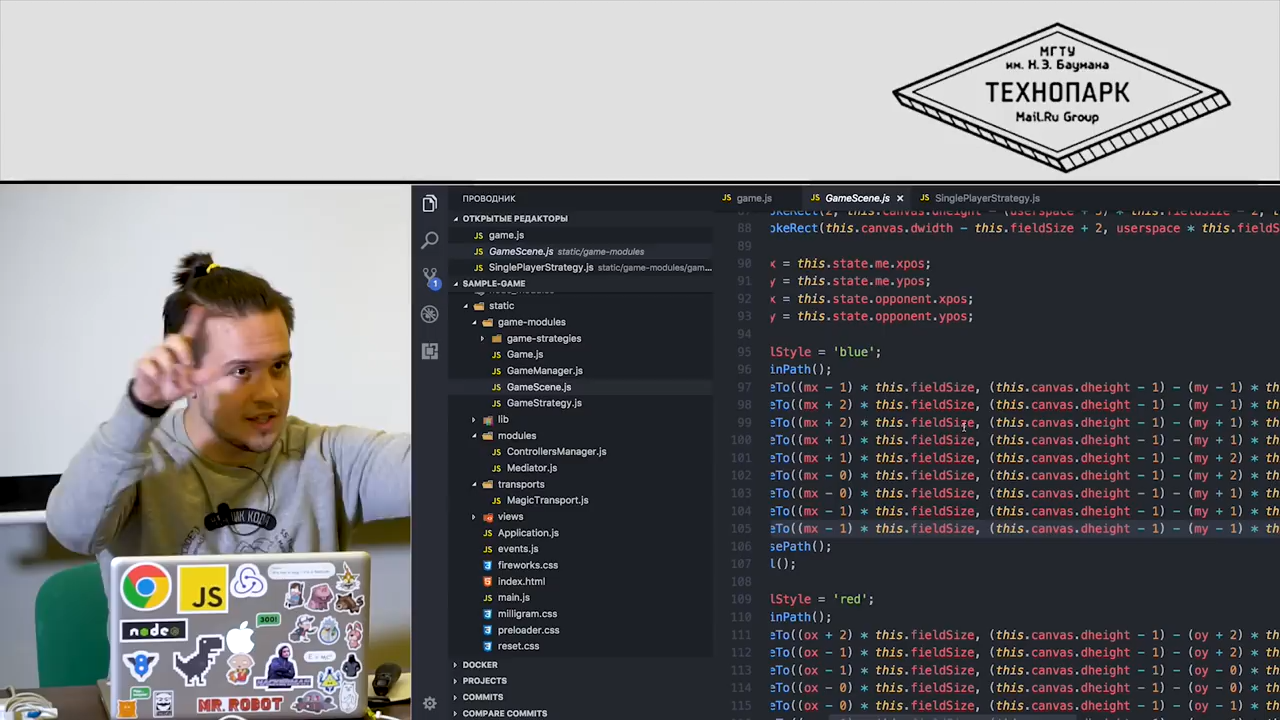 МГТУ
им. Н.Э. Баумана
ТЕХНОПАРК
Mail.Ru Group
ПРОВОДНИК
ОТКРЫТЫЕ РЕДАКТОРЫ
game.js
GameScene.js static/game-modules
SinglePlayerStrategy.js static/game-modules/gam...
SAMPLE-GAME
static
game-modules
game-strategies
Game.js
GameManager.js
GameScene.js
GameStrategy.js
lib
modules
ControllersManager.js
Mediator.js
transports
MagicTransport.js
views
Application.js
events.js
fireworks.css
index.html
main.js
milligram.css
preloader.css
reset.css
DOCKER
PROJECTS
COMMITS
COMPARE COMMITS
1
game.js GameScene.js × SinglePlayerStrategy.js
88 okeRect(this.canvas.dwidth - this.fieldSize + 2, userspace * this.fieldS
90 x = this.state.me.xpos;
91 y = this.state.me.ypos;
92 x = this.state.opponent.xpos;
93 y = this.state.opponent.ypos;
94
95 lStyle = 'blue';
96 inPath();
97 eTo((mx - 1) * this.fieldSize, (this.canvas.dheight - 1) - (my - 1) * th
98 eTo((mx + 2) * this.fieldSize, (this.canvas.dheight - 1) - (my - 1) * th
99 eTo((mx + 2) * this.fieldSize, (this.canvas.dheight - 1) - (my + 1) * th
100 eTo((mx + 1) * this.fieldSize, (this.canvas.dheight - 1) - (my + 1) * th
101 eTo((mx + 1) * this.fieldSize, (this.canvas.dheight - 1) - (my + 2) * th
102 eTo((mx - 0) * this.fieldSize, (this.canvas.dheight - 1) - (my + 2) * th
103 eTo((mx - 0) * this.fieldSize, (this.canvas.dheight - 1) - (my + 1) * th
104 eTo((mx - 1) * this.fieldSize, (this.canvas.dheight - 1) - (my + 1) * th
105 eTo((mx - 1) * this.fieldSize, (this.canvas.dheight - 1) - (my - 1) * th
106 sePath();
107 l();
108
109 lStyle = 'red';
110 inPath();
111 eTo((ox + 2) * this.fieldSize, (this.canvas.dheight - 1) - (oy + 2) * th
112 eTo((ox - 1) * this.fieldSize, (this.canvas.dheight - 1) - (oy + 2) * th
113 eTo((ox - 1) * this.fieldSize, (this.canvas.dheight - 1) - (oy - 0) * th
114 eTo((ox - 0) * this.fieldSize, (this.canvas.dheight - 1) - (oy - 0) * th
JS
node
300!
MR. ROBOT